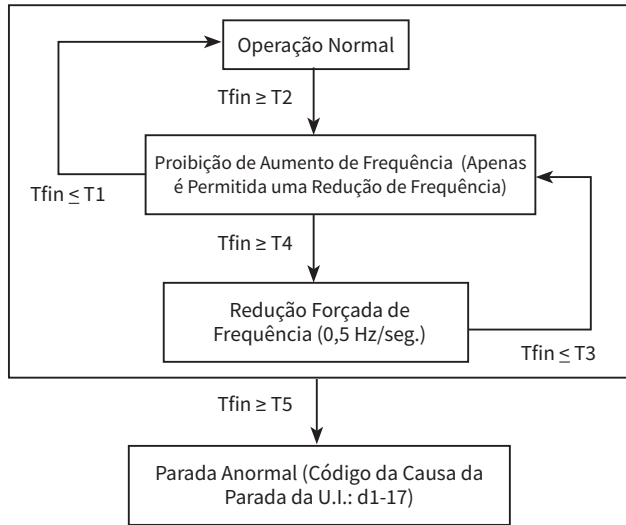 Operação Normal
Tfin ≥ T2
Proibição de Aumento de Frequência (Apenas
é Permitida uma Redução de Frequência)
Tfin ≤ T1
Tfin ≥ T4
Redução Forçada de
Frequência (0,5 Hz/seg.)
Tfin ≤ T3
Tfin ≥ T5
Parada Anormal (Código da Causa da
Parada da U.I.: d1-17)